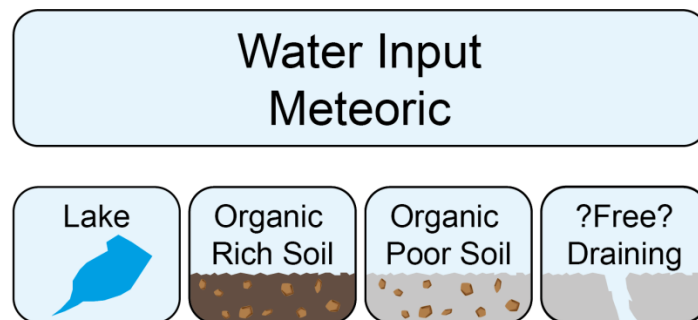 Water Input
Meteoric
Lake
Organic
Rich Soil
Organic
Poor Soil
?Free?
Draining